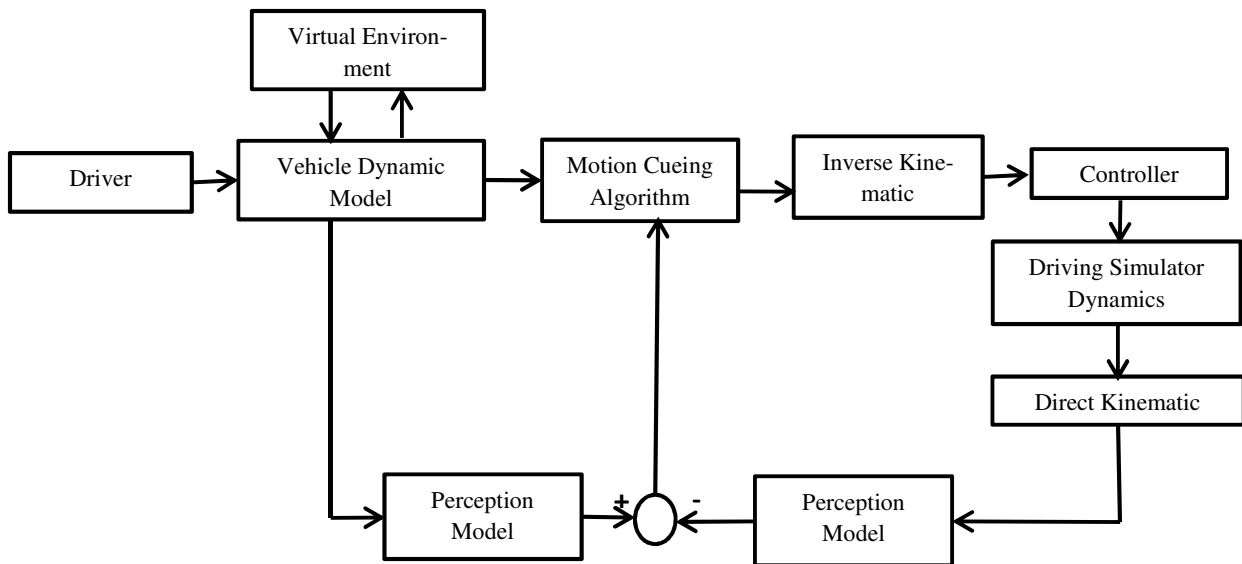 Virtual Environ-
ment
Driver
Vehicle Dynamic
Model
Motion Cueing
Algorithm
Inverse Kine-
matic
Controller
Driving Simulator
Dynamics
Direct Kinematic
Perception
Model
+
-
Perception
Model